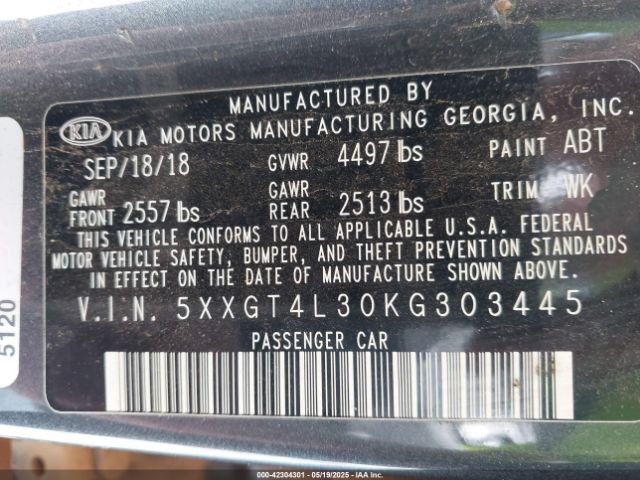 MANUFACTURED BY
KIA KIA MOTORS MANUFACTURING GEORGIA, INC.
SEP/18/18 GVWR 4497 lbs PAINT ABT
GAWR FRONT 2557 lbs GAWR REAR 2513 lbs TRIM WK
THIS VEHICLE CONFORMS TO ALL APPLICABLE U.S.A. FEDERAL
MOTOR VEHICLE SAFETY, BUMPER, AND THEFT PREVENTION STANDARDS
IN EFFECT ON THE DATE OF MANUFACTURE SHOWN ABOVE.
V.I.N. 5XXGT4L30KG303445
PASSENGER CAR
5120
000-42304301 - 05/19/2025 - IAA Inc.